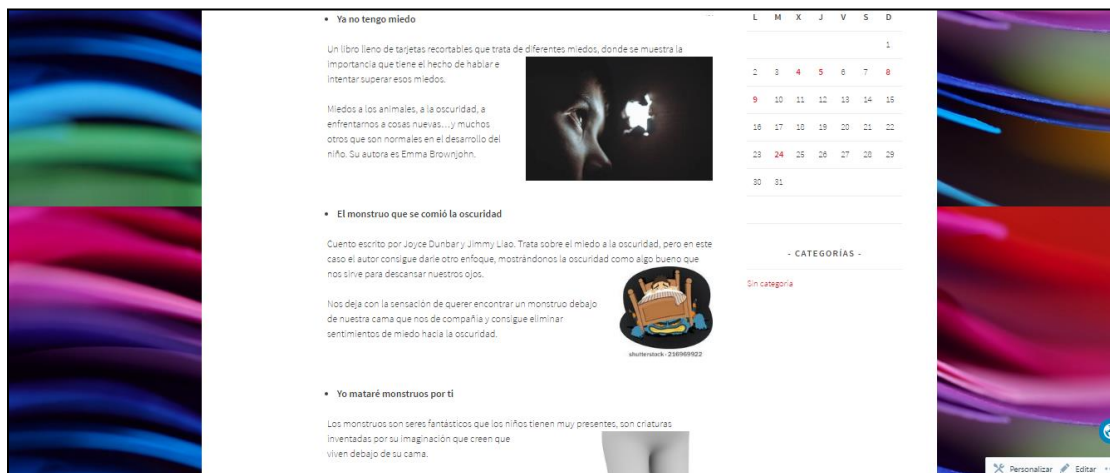 Ya no tengo miedo
Un libro lleno de tarjetas recortables que trata de diferentes miedos, donde se muestra la
importancia que tiene el hecho de hablar e
intentar superar esos miedos.
Miedos a los animales, a la oscuridad, a
enfrentarnos a cosas nuevas…y muchos
otros que son normales en el desarrollo del
niño. Su autora es Emma Brownjohn.
El monstruo que se comió la oscuridad
Cuento escrito por Joyce Dunbar y Jimmy Liao. Trata sobre el miedo a la oscuridad, pero en este
caso el autor consigue darle otro enfoque, mostrándonos la oscuridad como algo bueno que
nos sirve para descansar nuestros ojos.
Nos deja con la sensación de querer encontrar un monstruo debajo
de nuestra cama que nos de compañía y consigue eliminar
sentimientos de miedo hacia la oscuridad.
shutterstock · 216969922
Yo mataré monstruos por ti
Los monstruos son seres fantásticos que los niños tienen muy presentes, son criaturas
inventadas por su imaginación que creen que
viven debajo de su cama.
L M X J V S D
1
2 3 4 5 6 7 8
9 10 11 12 13 14 15
16 17 18 19 20 21 22
23 24 25 26 27 28 29
30 31
- CATEGORÍAS -
Sin categoría
Personalizar Editar